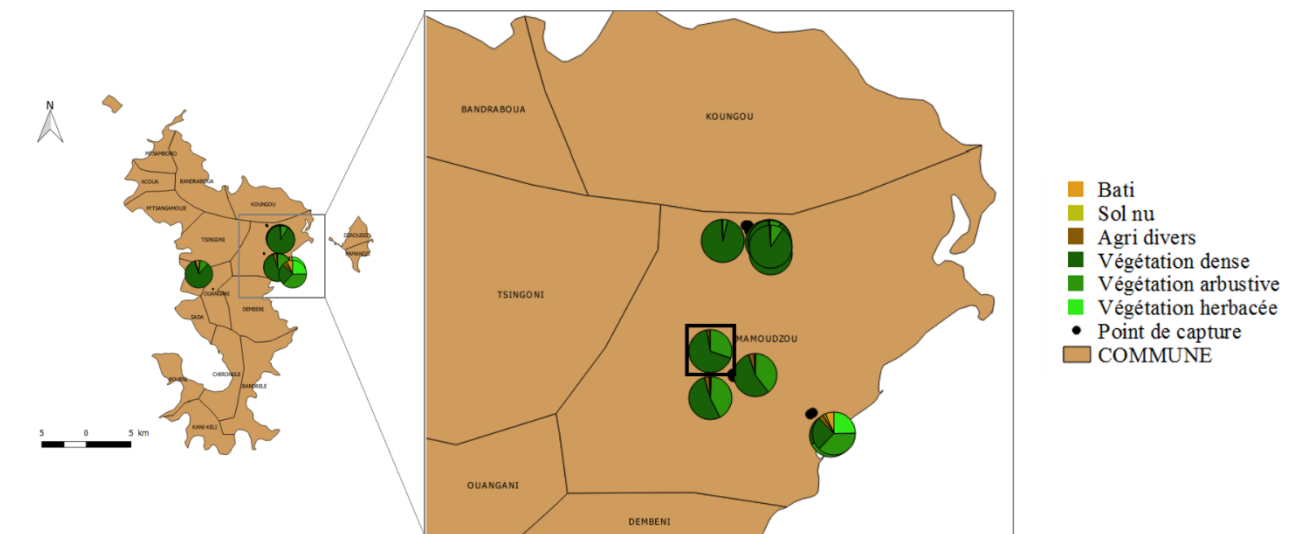 N
M'TSAMBORO
ACOUA
BANDRABOUA
M'TSANGAMOUJI
KOUNGOU
TSINGONI
DZAOUDZI
PAMANDZI
OUANGANI
DEMBENI
SADA
CHIRONGUI
BANDRELE
KANI-KELI
5 0 5 km
BANDRABOUA
KOUNGOU
TSINGONI
MAMOUDZOU
OUANGANI
DEMBENI
Bati
Sol nu
Agri divers
Végétation dense
Végétation arbustive
Végétation herbacée
Point de capture
COMMUNE